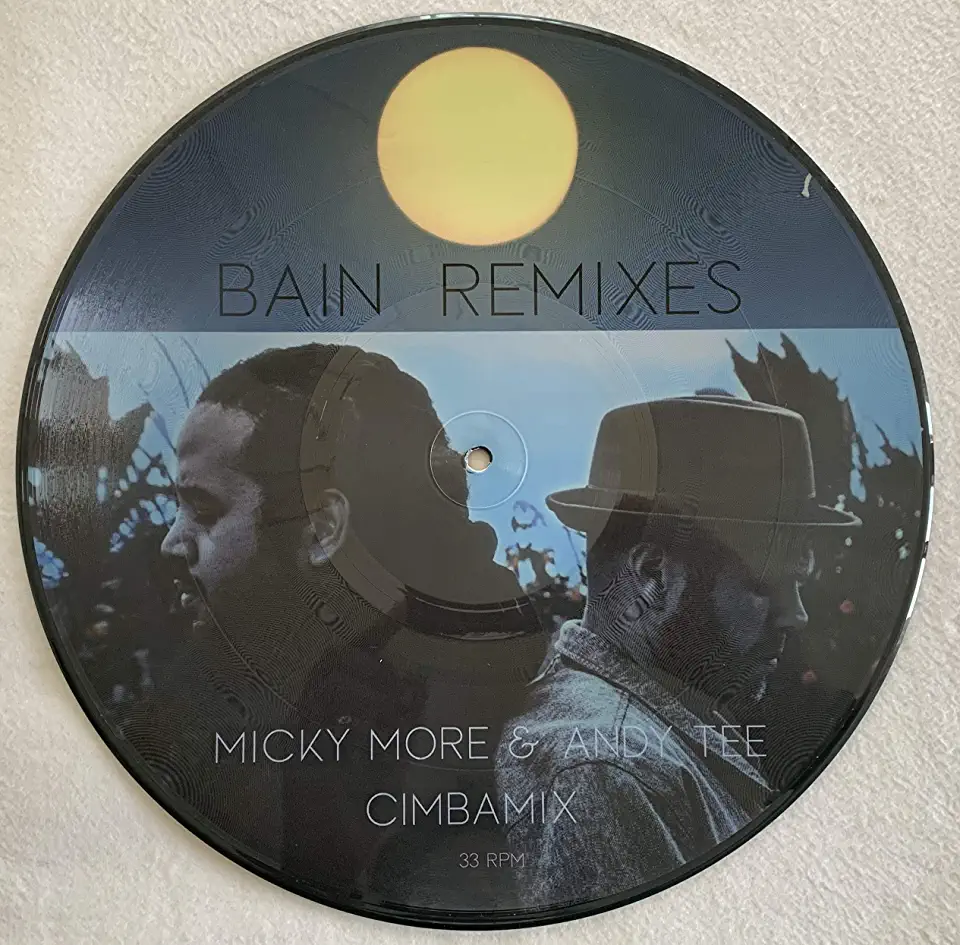 BAIN REMIXES
MICKY MORE & ANDY TEE
CIMBAMIX
33 RPM